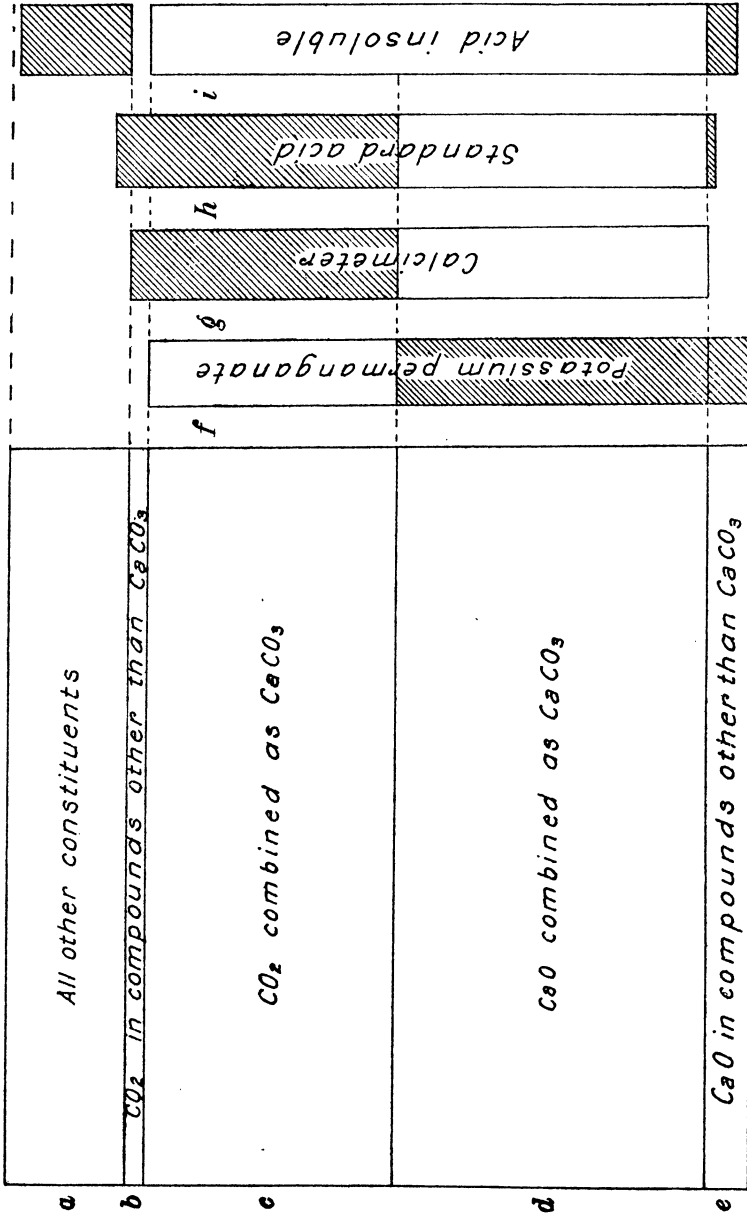 a
All other constituents
b
CO₂ in compounds other than CaCO₃
c
CO₂ combined as CaCO₃
d
CaO combined as CaCO₃
e
CaO in compounds other than CaCO₃
f
Potassium permanganate
g
Calcimeter
h
Standard acid
i
Acid insoluble